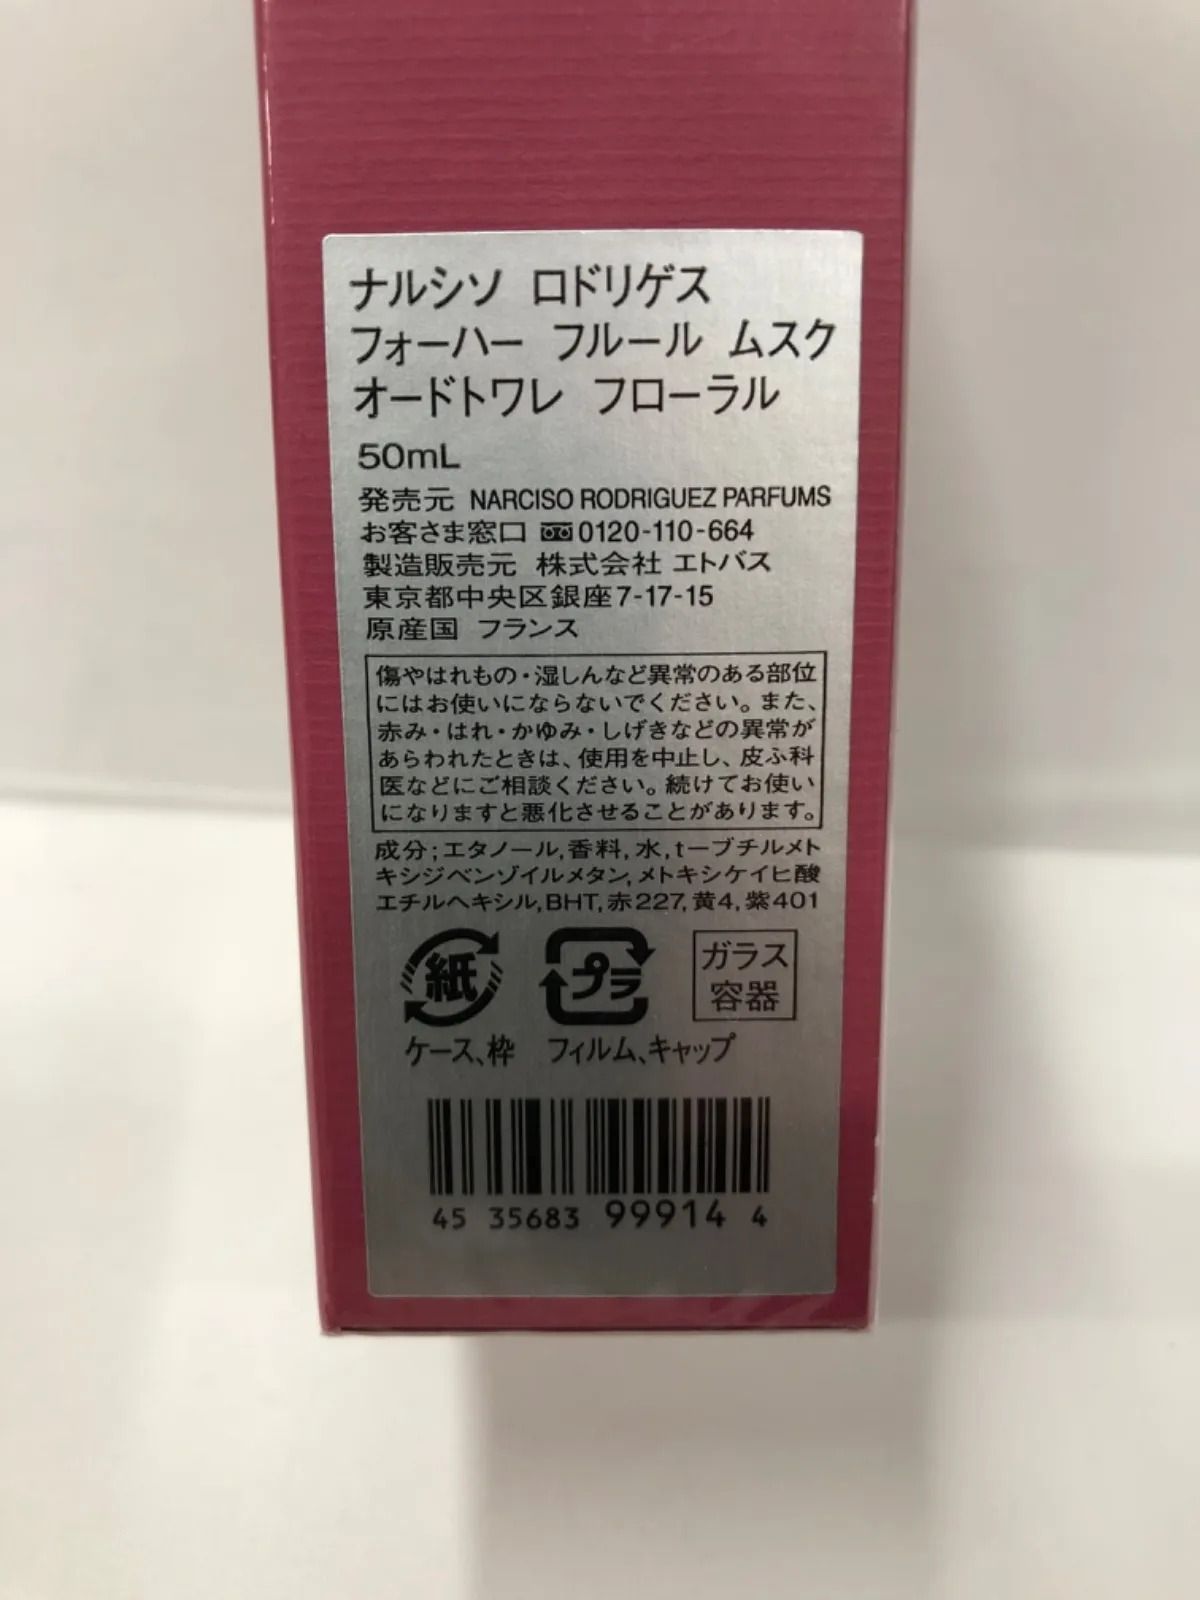 ナルシソ ロドリゲス
フォーハー フルール ムスク
オードトワレ フローラル
50mL
発売元 NARCISO RODRIGUEZ PARFUMS
お客さま窓口 0120-110-664
製造販売元 株式会社 エトバス
東京都中央区銀座7-17-15
原産国 フランス
傷やはれもの・湿しんなど異常のある部位
にはお使いにならないでください。また、
赤み・はれ・かゆみ・しげきなどの異常が
あらわれたときは、使用を中止し、皮ふ科
医などにご相談ください。続けてお使い
になりますと悪化させることがあります。
成分;エタノール,香料,水,t-ブチルメト
キシジベンゾイルメタン,メトキシケイヒ酸
エチルヘキシル,BHT,赤227,黄4,紫401
紙 プラ ガラス
容器
ケース、枠 フィルム、キャップ
45 35683 99914 4